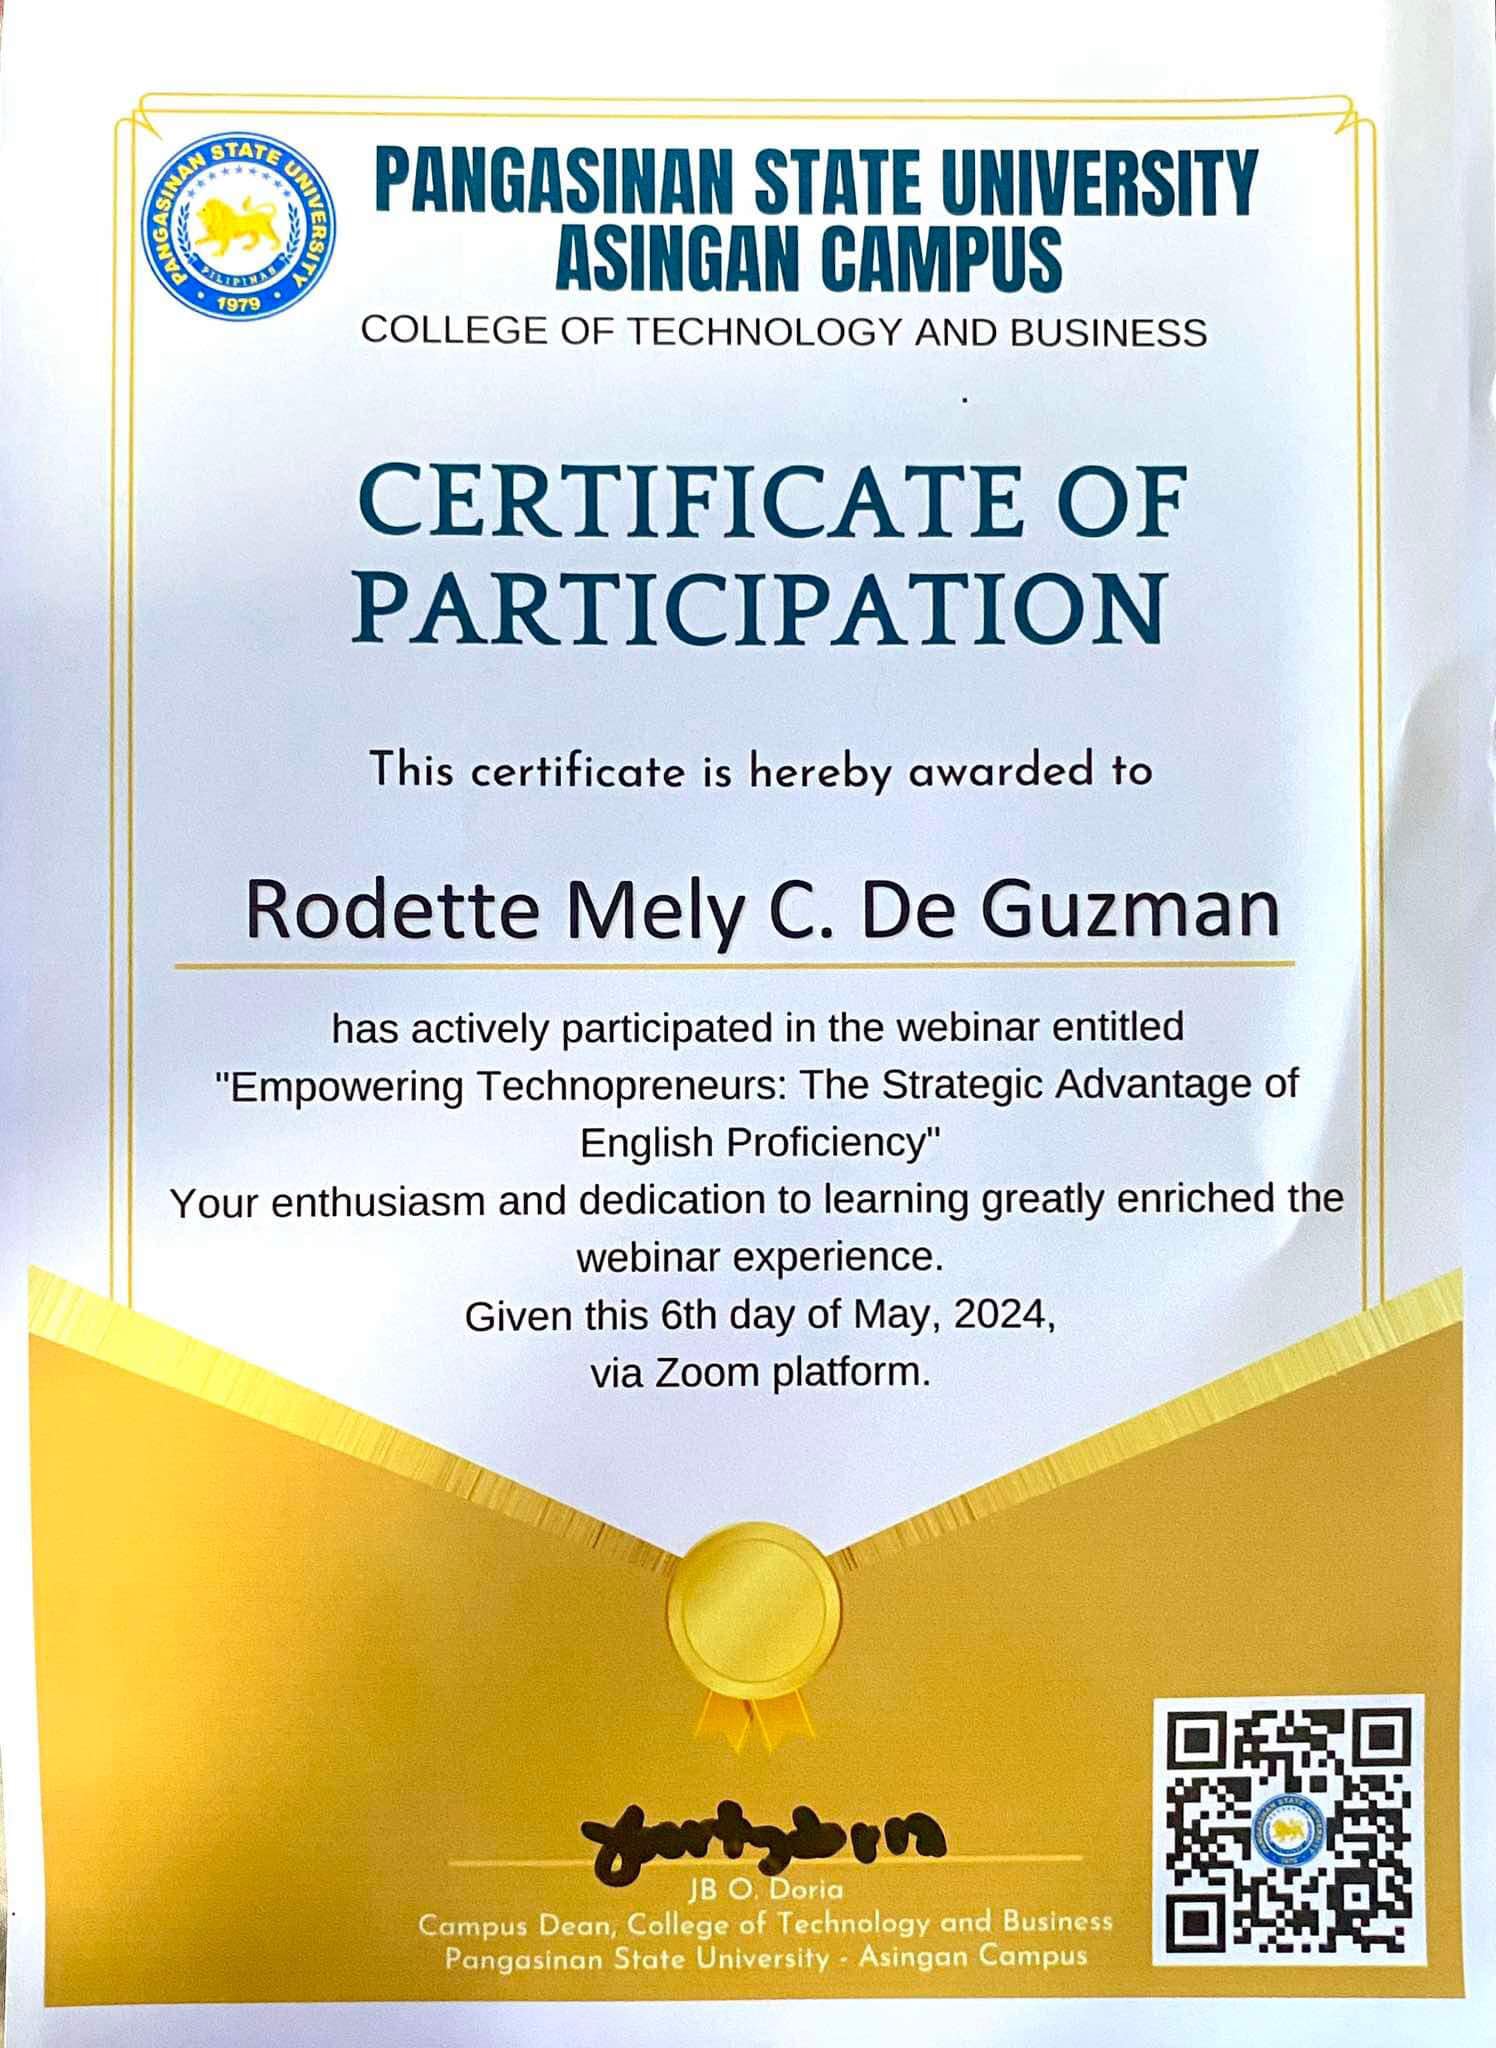 PANGASINAN STATE UNIVERSITY
PILIPINAS
1979
PANGASINAN STATE UNIVERSITY
ASINGAN CAMPUS
COLLEGE OF TECHNOLOGY AND BUSINESS
CERTIFICATE OF
PARTICIPATION
This certificate is hereby awarded to
Rodette Mely C. De Guzman
has actively participated in the webinar entitled
"Empowering Technopreneurs: The Strategic Advantage of
English Proficiency"
Your enthusiasm and dedication to learning greatly enriched the
webinar experience.
Given this 6th day of May, 2024,
via Zoom platform.
JB O. Doria
Campus Dean, College of Technology and Business
Pangasinan State University - Asingan Campus
PANGASINAN STATE UNIVERSITY
1979